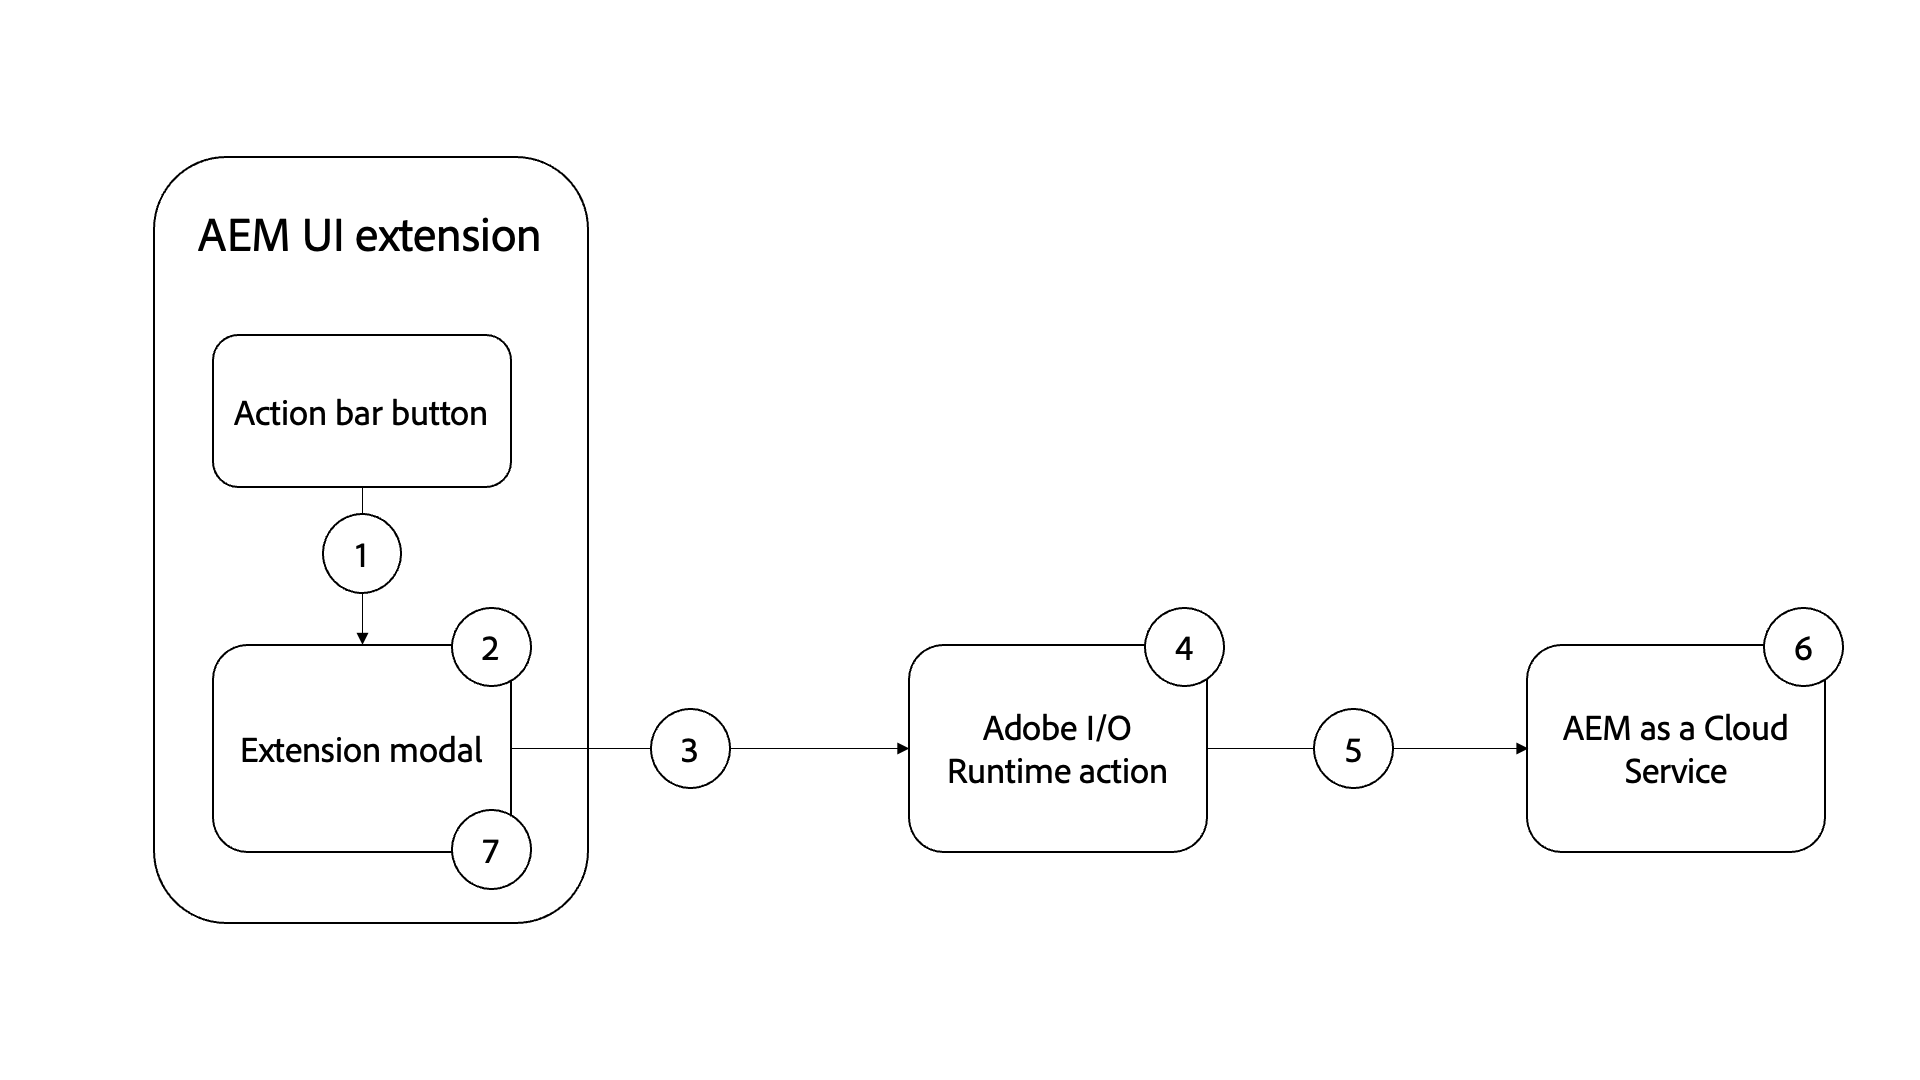 AEM UI extension
Action bar button
1
2
Extension modal
7
3
4
Adobe I/O
Runtime action
5
6
AEM as a Cloud
Service